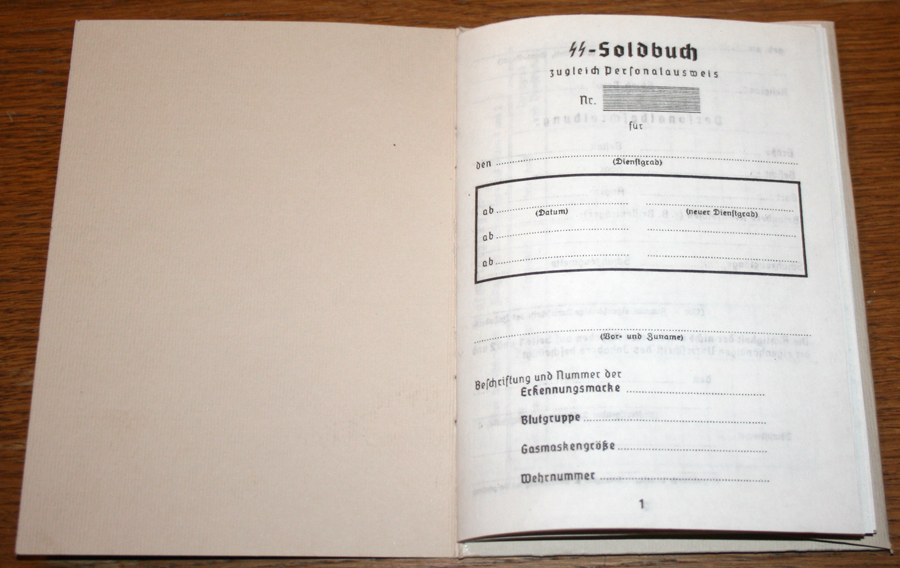 ᛋᛋ-Soldbuch
zugleich Personalausweis
Nr.
für
den
(Dienstgrad)
ab
(Datum) (neuer Dienstgrad)
ab
ab
(Vor- und Zuname)
Beschriftung und Nummer der
Erkennungsmarke
Blutgruppe
Gasmaskengröße
Wehrnummer
1